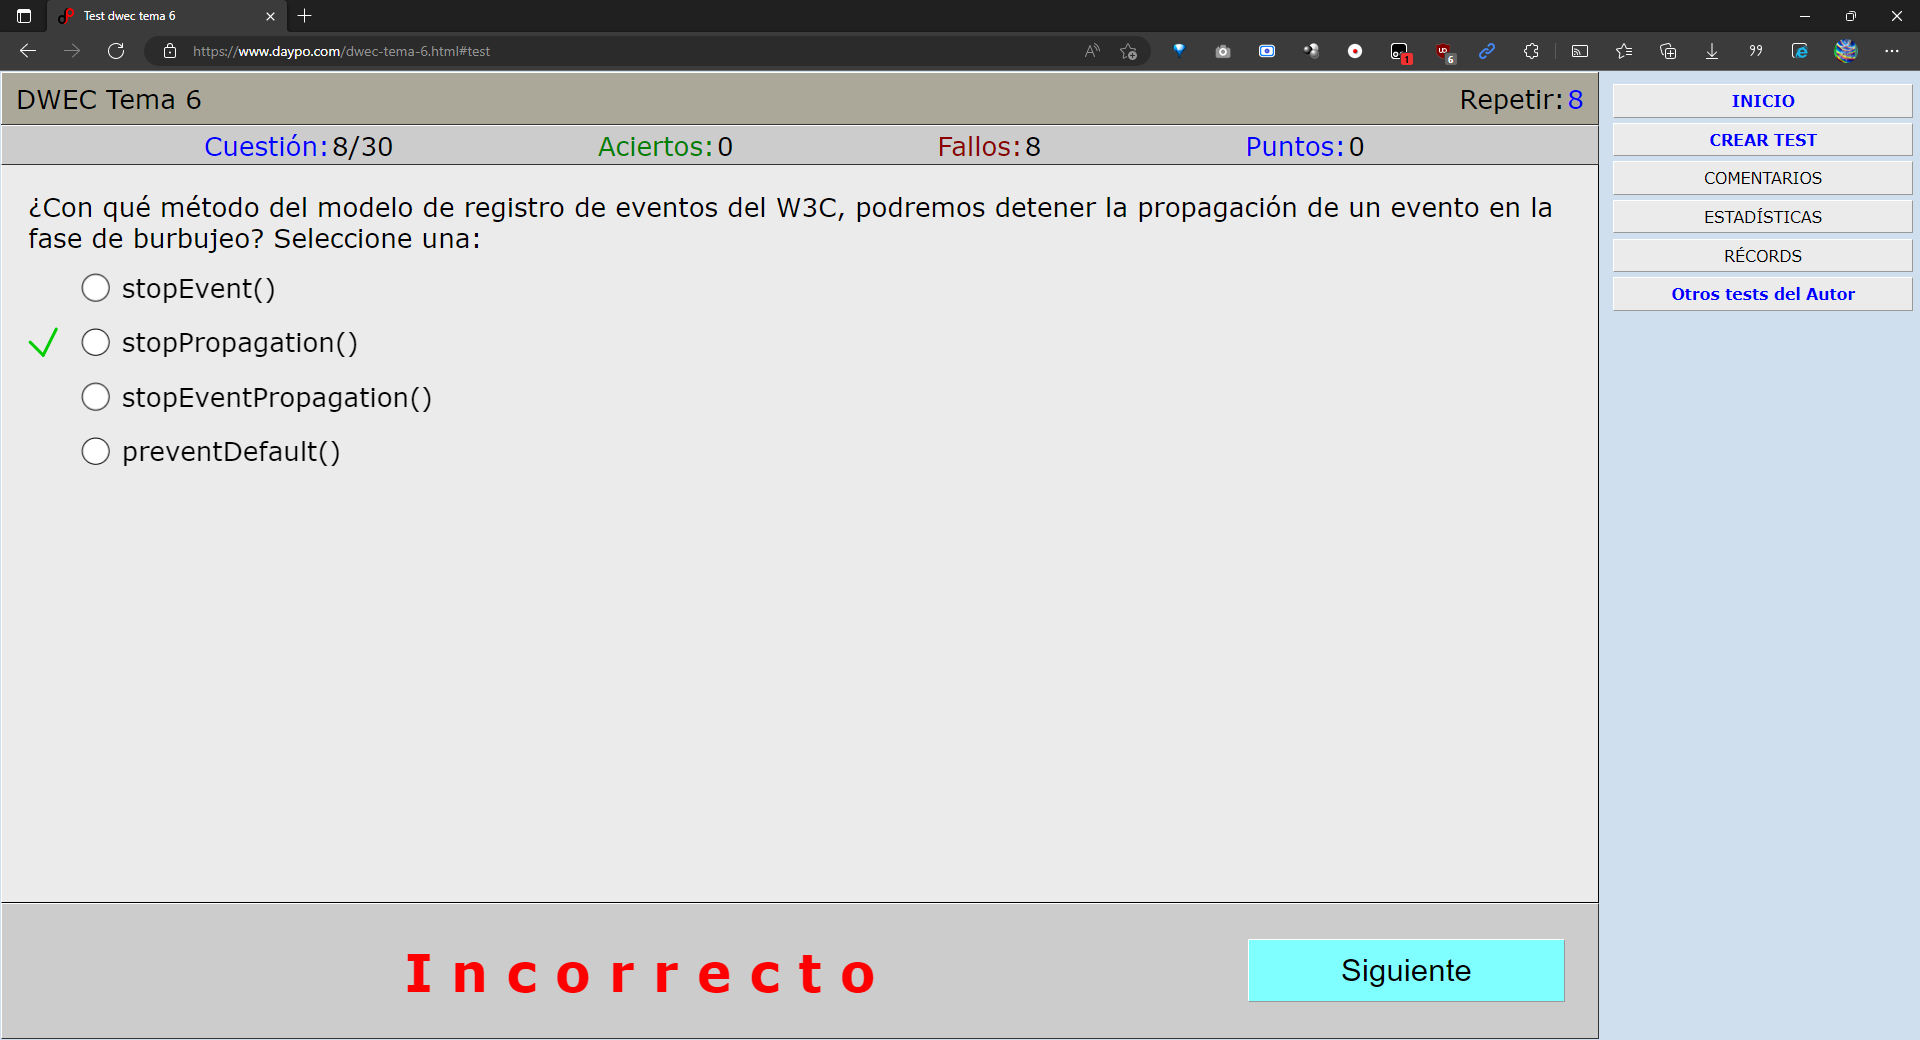 Test dwec tema 6
https://www.daypo.com/dwec-tema-6.html#test
1
6
DWEC Tema 6
Repetir: 8
Cuestión: 8/30
Aciertos: 0
Fallos: 8
Puntos: 0
¿Con qué método del modelo de registro de eventos del W3C, podremos detener la propagación de un evento en la
fase de burbujeo? Seleccione una:
stopEvent()
stopPropagation()
stopEventPropagation()
preventDefault()
Incorrecto
Siguiente
INICIO
CREAR TEST
COMENTARIOS
ESTADÍSTICAS
RÉCORDS
Otros tests del Autor